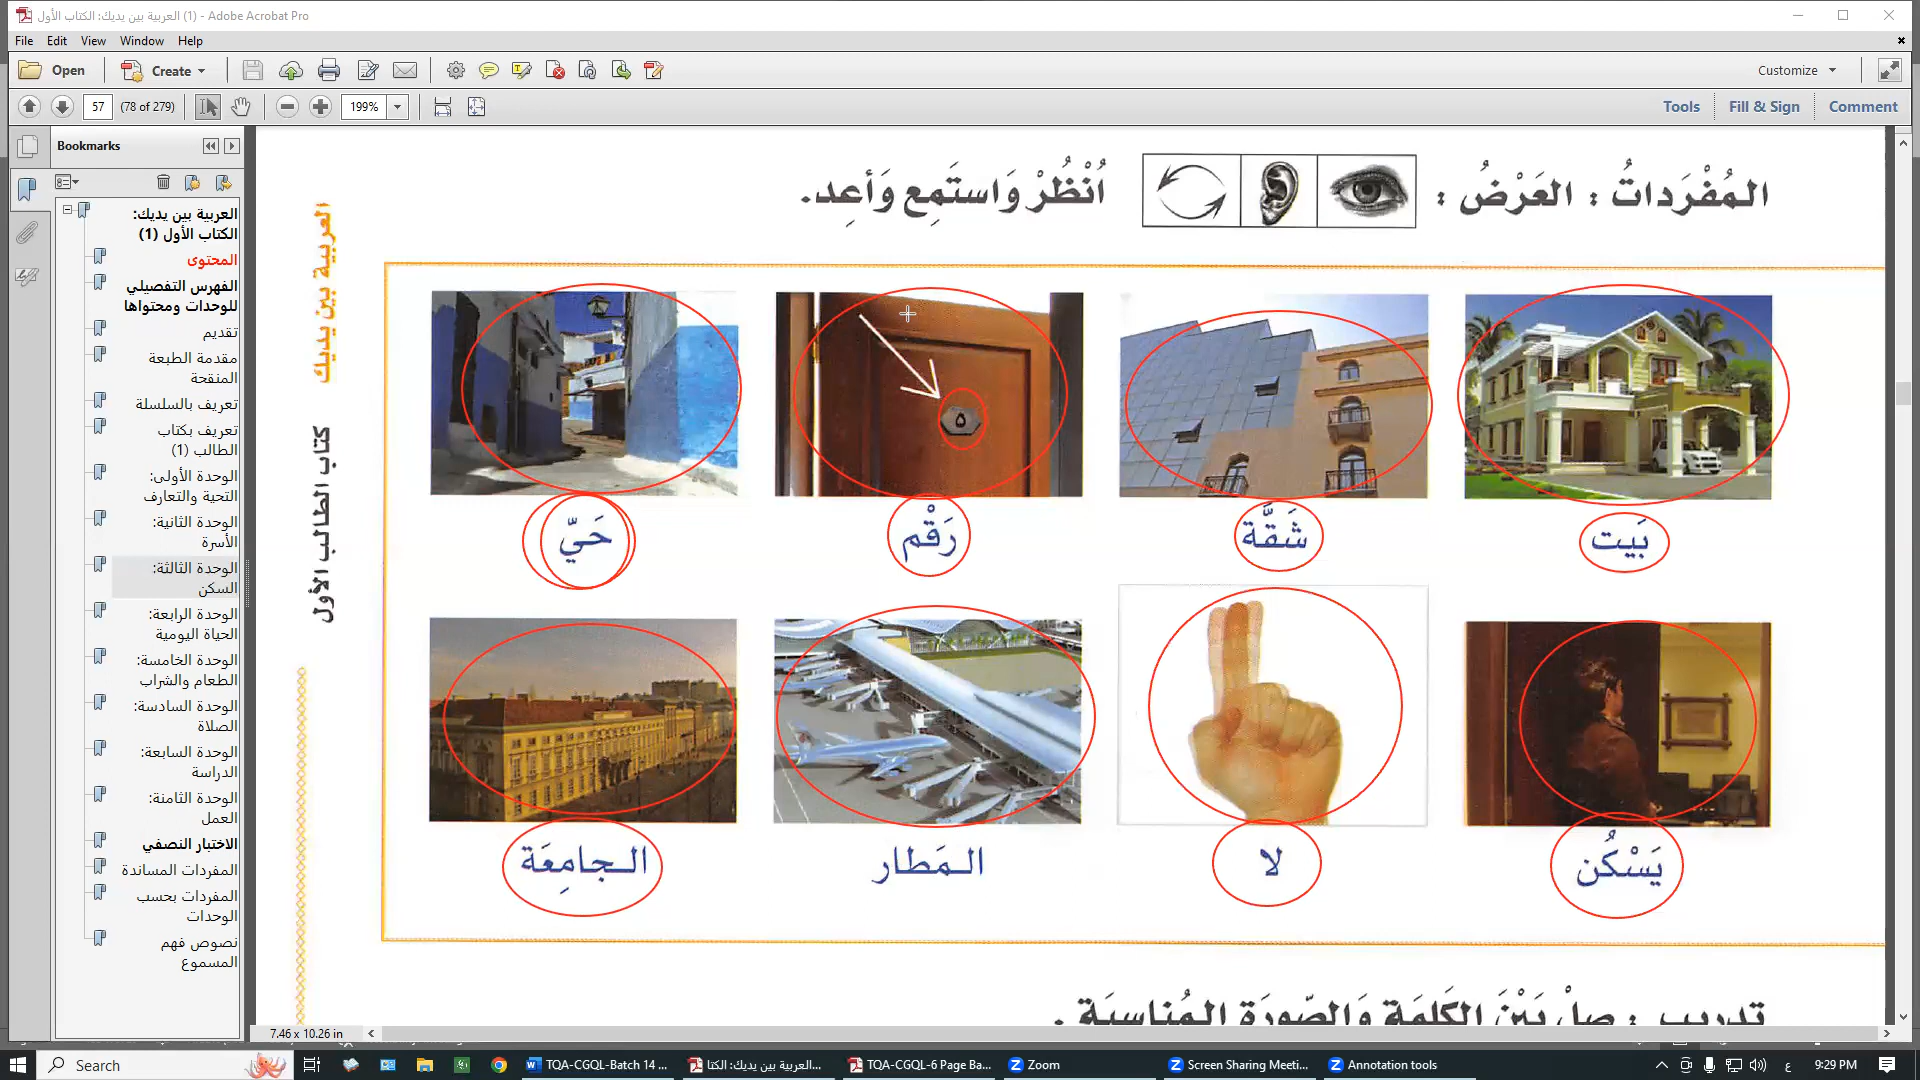 (1) العربية بين يديك: الكتاب الأول - Adobe Acrobat Pro
File Edit View Window Help
Open Create Customize
57 (78 of 279) 199% Tools Fill & Sign Comment
Bookmarks
العربية بين يديك:
الكتاب الأول (1)
المحتوى
الفهرس التفصيلي
للوحدات ومحتواها
تقديم
مقدمة الطبعة
المنقحة
تعريف بالسلسلة
تعريف بكتاب
الطالب (1)
الوحدة الأولى:
التحية والتعارف
الوحدة الثانية:
الأسرة
الوحدة الثالثة:
السكن
الوحدة الرابعة:
الحياة اليومية
الوحدة الخامسة:
الطعام والشراب
الوحدة السادسة:
الصلاة
الوحدة السابعة:
الدراسة
الوحدة الثامنة:
العمل
الاختبار النصفي
المفردات المساندة
المفردات بحسب
الوحدات
نصوص فهم
المسموع
العربية بين يديك
كتاب الطالب الأول
المُفْرَداتُ : العَرْضُ : اُنْظُرْ وَاستَمِع وَأعِد.
٥
بَيت شَقَّة رَقْم حَيّ
يَسْكُن لا الـمَطار الـجامِعَة
تدريب : صِلْ بَيْنَ الكَلِمَة وَالصّورَة المُناسِبَة .
7.46 x 10.26 in
Search TQA-CGQL-Batch 14 ... العربية بين يديك: الكتا... TQA-CGQL-6 Page Ba... Zoom Screen Sharing Meeti... Annotation tools ع 9:29 PM